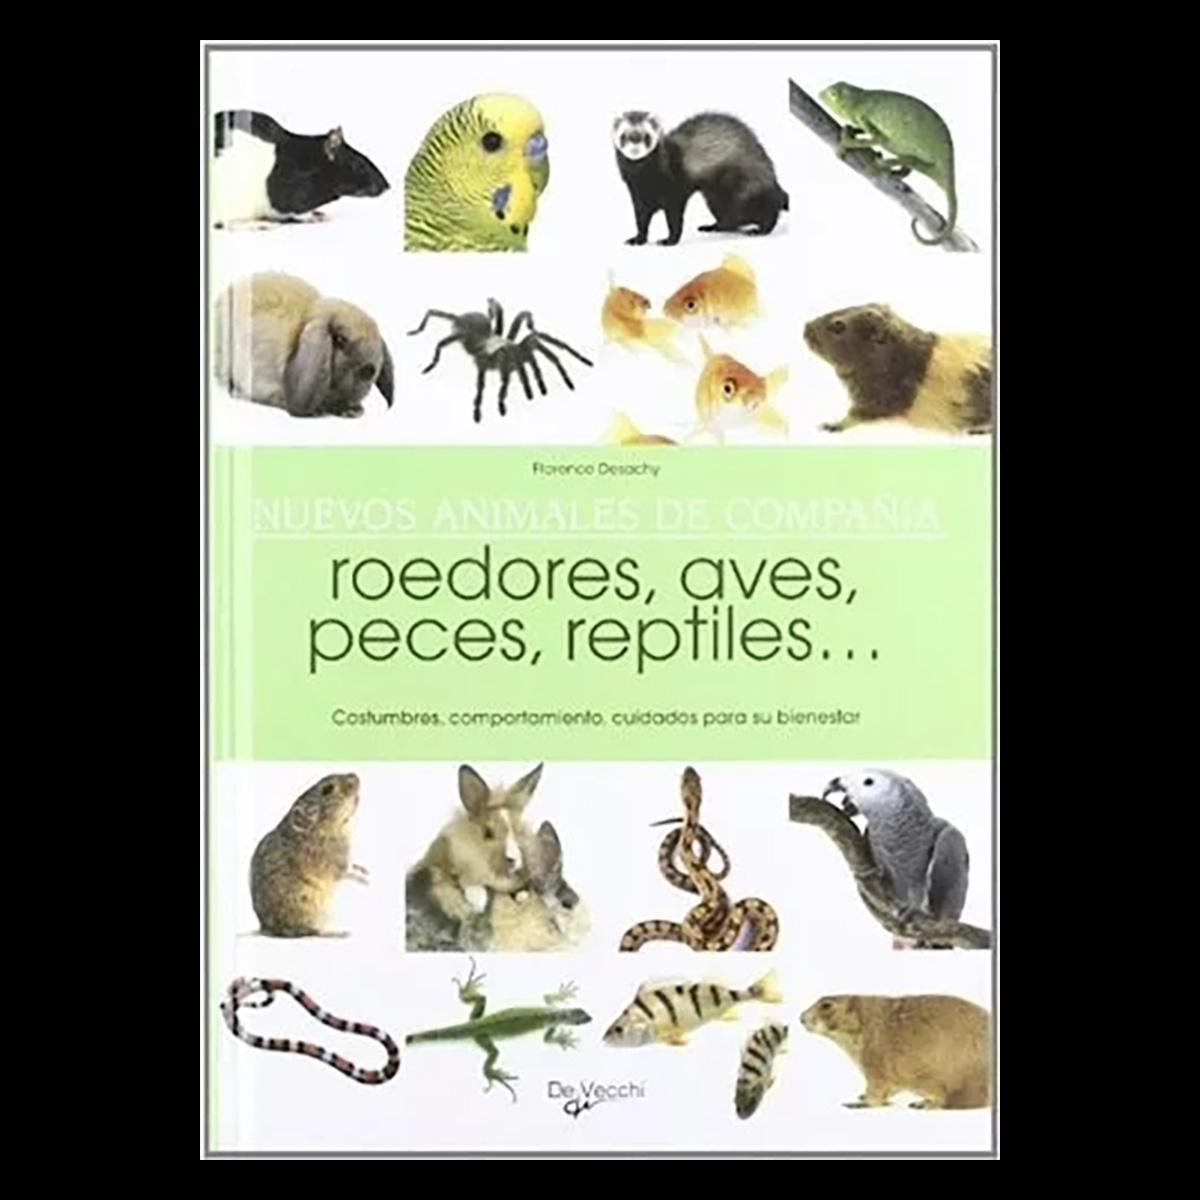 Florence Desachy
NUEVOS ANIMALES DE COMPAÑÍA
roedores, aves,
peces, reptiles...
Costumbres, comportamiento, cuidados para su bienestar
De Vecchi